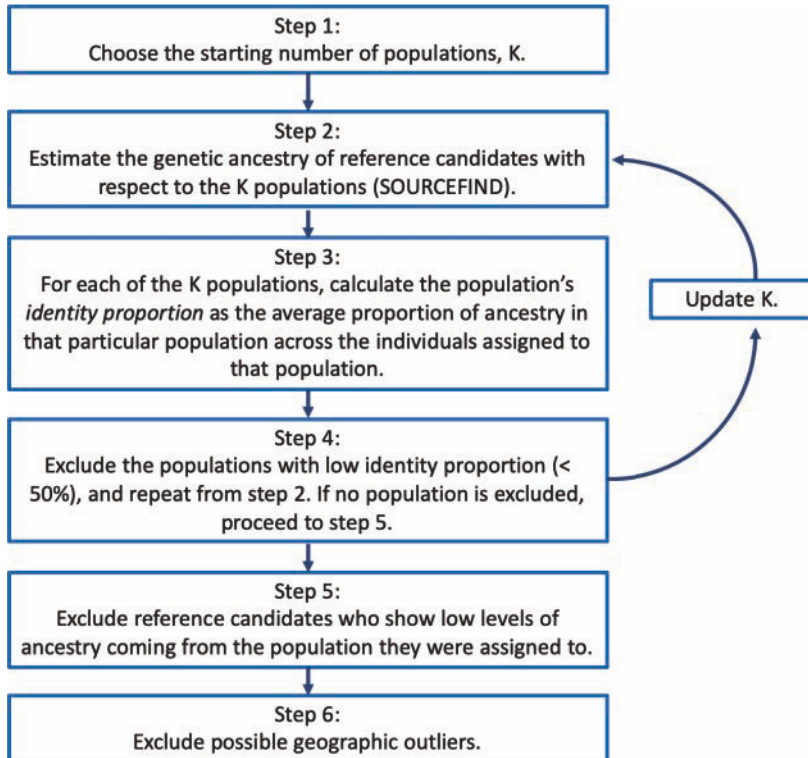 Step 1:
Choose the starting number of populations, K.
Step 2:
Estimate the genetic ancestry of reference candidates with
respect to the K populations (SOURCEFIND).
Step 3:
For each of the K populations, calculate the population’s
identity proportion as the average proportion of ancestry in
that particular population across the individuals assigned to
that population.
Update K.
Step 4:
Exclude the populations with low identity proportion (<
50%), and repeat from step 2. If no population is excluded,
proceed to step 5.
Step 5:
Exclude reference candidates who show low levels of
ancestry coming from the population they were assigned to.
Step 6:
Exclude possible geographic outliers.